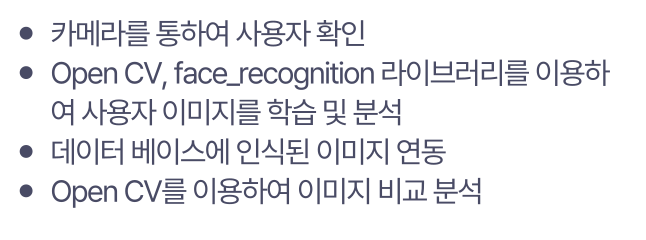 • 카메라를 통하여 사용자 확인
• Open CV, face_recognition 라이브러리를 이용하
여 사용자 이미지를 학습 및 분석
• 데이터 베이스에 인식된 이미지 연동
• Open CV를 이용하여 이미지 비교 분석